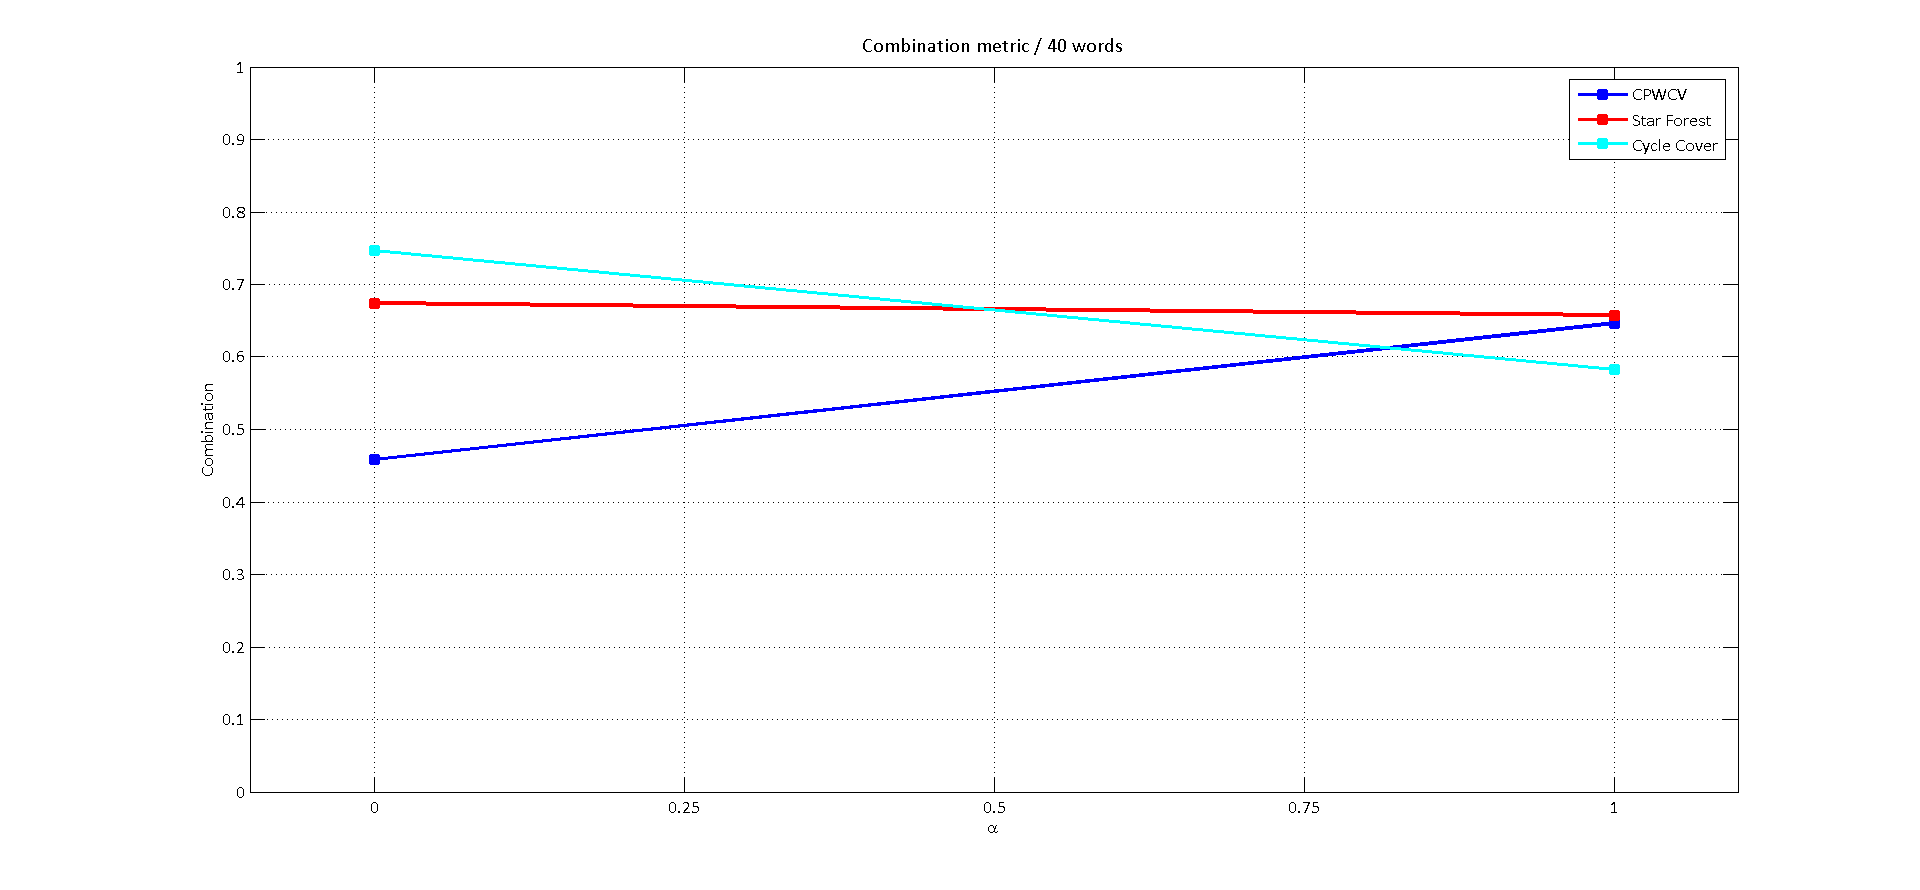 Combination metric / 40 words
CPWCV
Star Forest
Cycle Cover
1
0.9
0.8
0.7
0.6
0.5
0.4
0.3
0.2
0.1
0
Combination
0
0.25
0.5
0.75
1
α